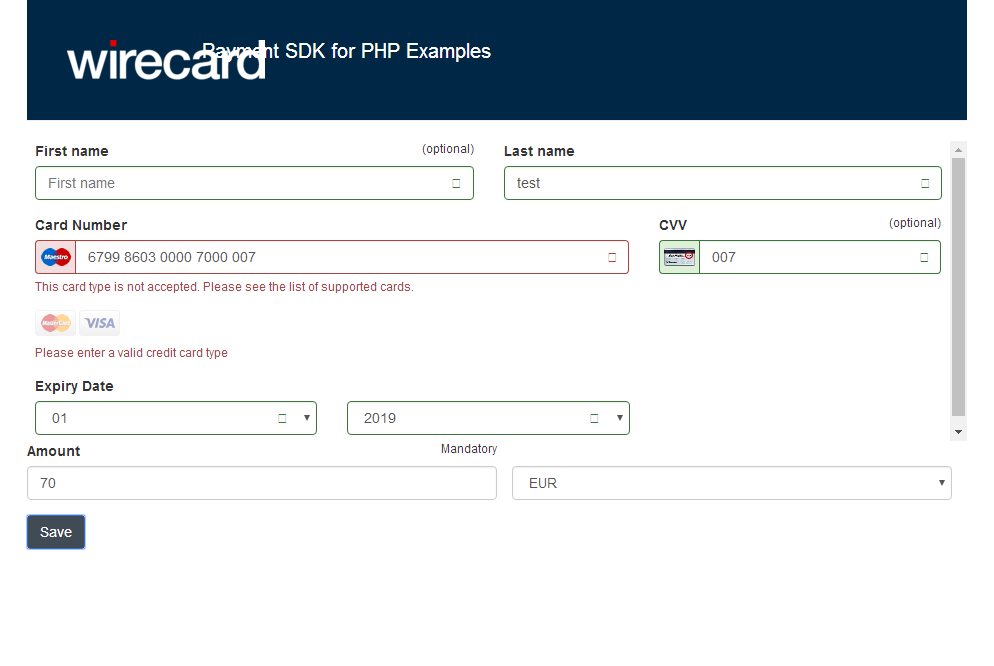 wirecard
Payment SDK for PHP Examples
First name (optional) Last name
First name test
Card Number CVV (optional)
Maestro 6799 8603 0000 7000 007 007
This card type is not accepted. Please see the list of supported cards.
MasterCard VISA
Please enter a valid credit card type
Expiry Date
01 2019
Amount Mandatory
70 EUR
Save